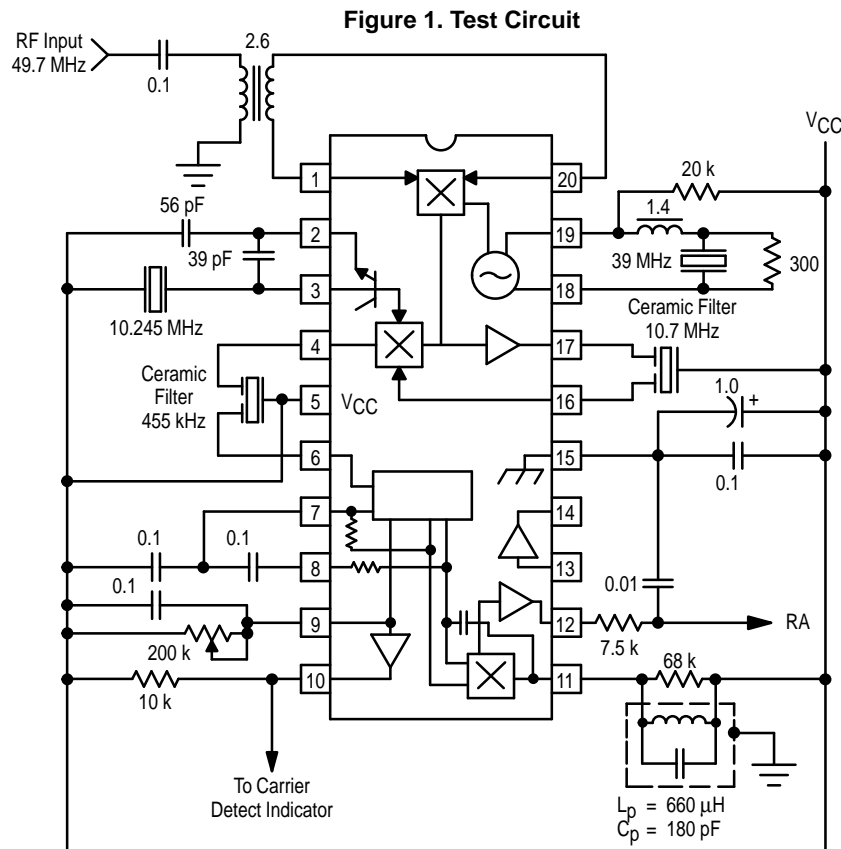 Figure 1. Test Circuit
RF Input
49.7 MHz
0.1
2.6
VCC
1
20
20 k
56 pF
1.4
2
19
39 pF
39 MHz
300
3
18
10.245 MHz
Ceramic Filter
10.7 MHz
4
17
Ceramic
Filter
455 kHz
5
VCC
16
1.0
+
6
15
0.1
7
14
0.1
0.1
8
13
0.1
0.01
9
12
RA
200 k
7.5 k
10
11
68 k
10 k
To Carrier
Detect Indicator
Lp = 660 µH
Cp = 180 pF